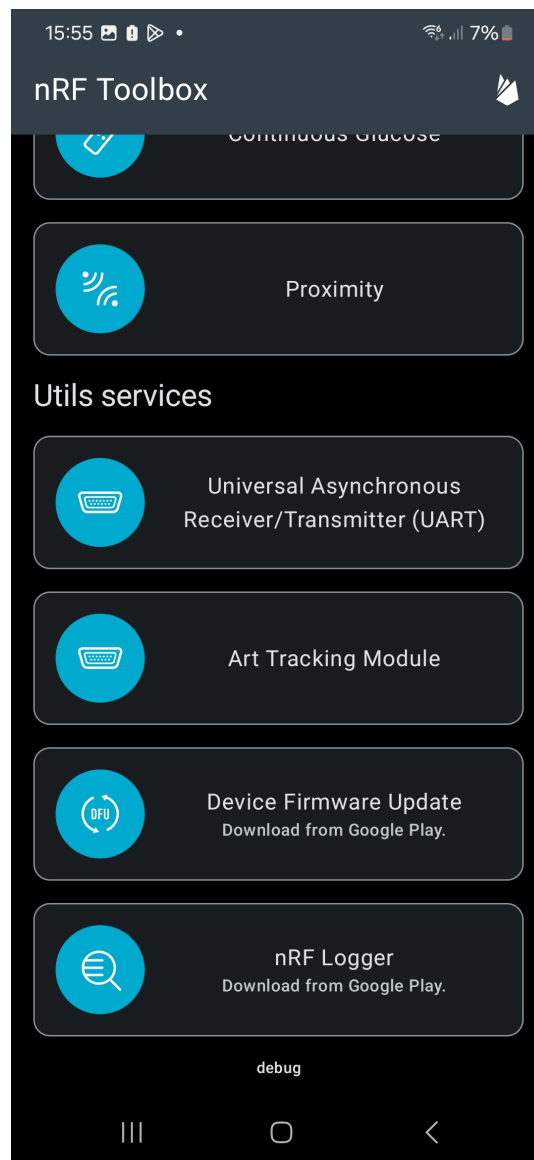 15:55
7%
nRF Toolbox
Continuous Glucose
Proximity
Utils services
Universal Asynchronous
Receiver/Transmitter (UART)
Art Tracking Module
DFU
Device Firmware Update
Download from Google Play.
nRF Logger
Download from Google Play.
debug